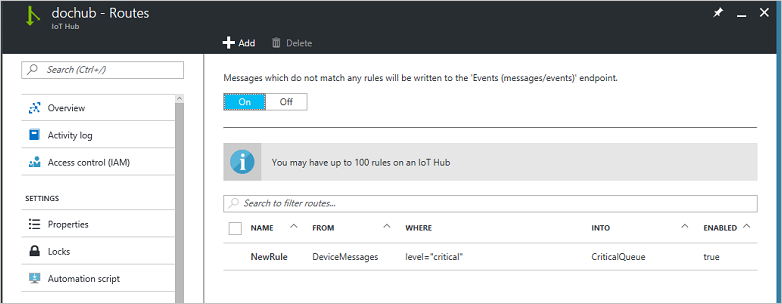 dochub - Routes
IoT Hub
Add Delete
Search (Ctrl+/)
Overview
Activity log
Access control (IAM)
SETTINGS
Properties
Locks
Automation script
Messages which do not match any rules will be written to the 'Events (messages/events)' endpoint.
On Off
You may have up to 100 rules on an IoT Hub
Search to filter routes...
NAME FROM WHERE INTO ENABLED
NewRule DeviceMessages level="critical" CriticalQueue true